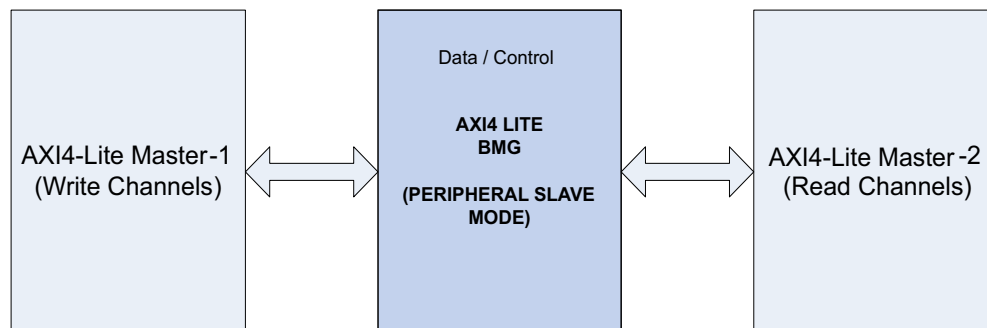 AXI4-Lite Master-1
(Write Channels)
Data / Control
AXI4 LITE
BMG
(PERIPHERAL SLAVE
MODE)
AXI4-Lite Master-2
(Read Channels)